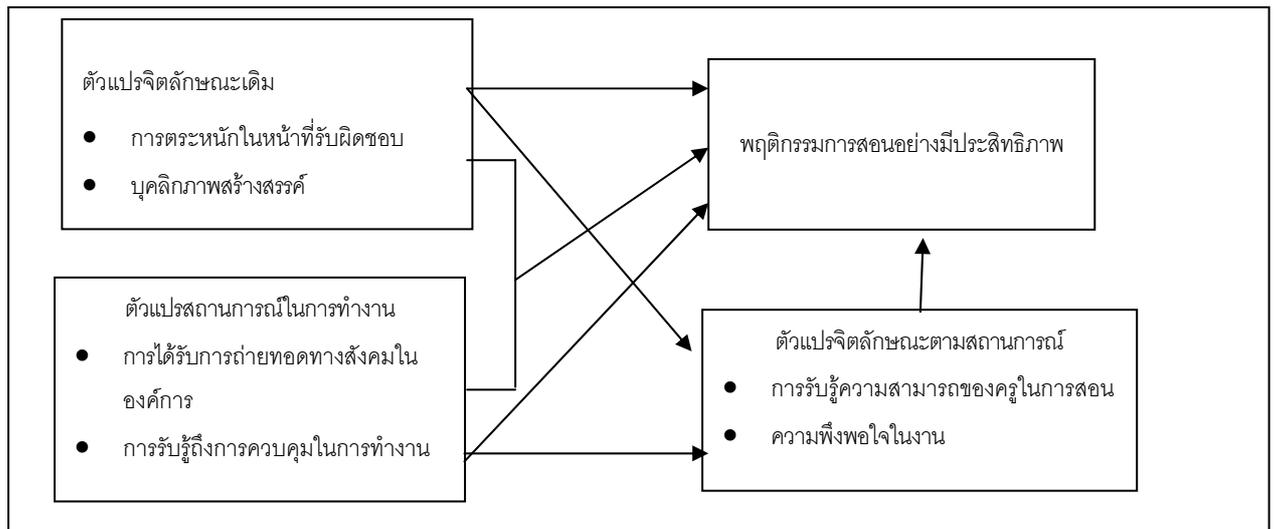 ตัวแปรจิตลักษณะเดิม
● การตระหนักในหน้าที่รับผิดชอบ
● บุคลิกภาพสร้างสรรค์
พฤติกรรมการสอนอย่างมีประสิทธิภาพ
ตัวแปรสถานการณ์ในการทำงาน
● การได้รับการถ่ายทอดทางสังคมใน
องค์การ
● การรับรู้ถึงการควบคุมในการทำงาน
ตัวแปรจิตลักษณะตามสถานการณ์
● การรับรู้ความสามารถของครูในการสอน
● ความพึงพอใจในงาน